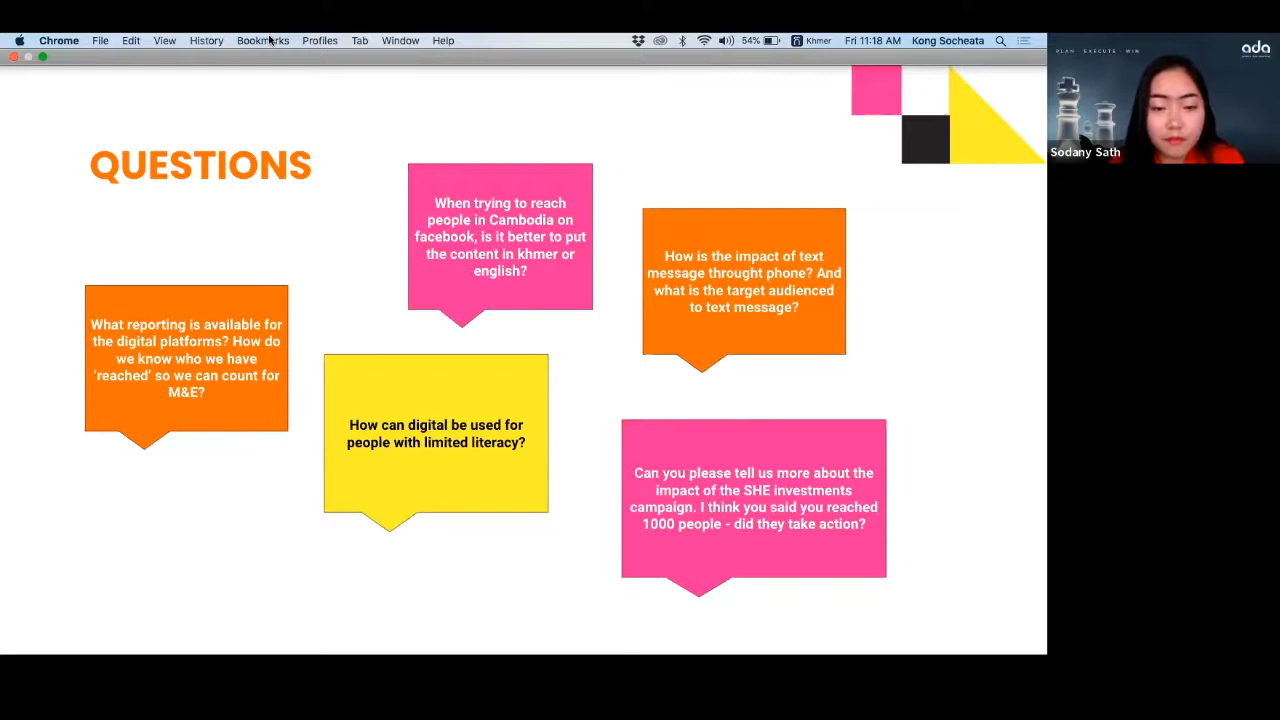 Chrome File Edit View History Bookmarks Profiles Tab Window Help 54% Khmer Fri 11:18 AM Kong Socheata
PLAN · EXECUTE · WIN
ada
Sodany Sath
QUESTIONS
When trying to reach
people in Cambodia on
facebook, is it better to put
the content in khmer or
english?
How is the impact of text
message throught phone? And
what is the target audienced
to text message?
What reporting is available for
the digital platforms? How do
we know who we have
‘reached’ so we can count for
M&E?
How can digital be used for
people with limited literacy?
Can you please tell us more about the
impact of the SHE investments
campaign. I think you said you reached
1000 people - did they take action?